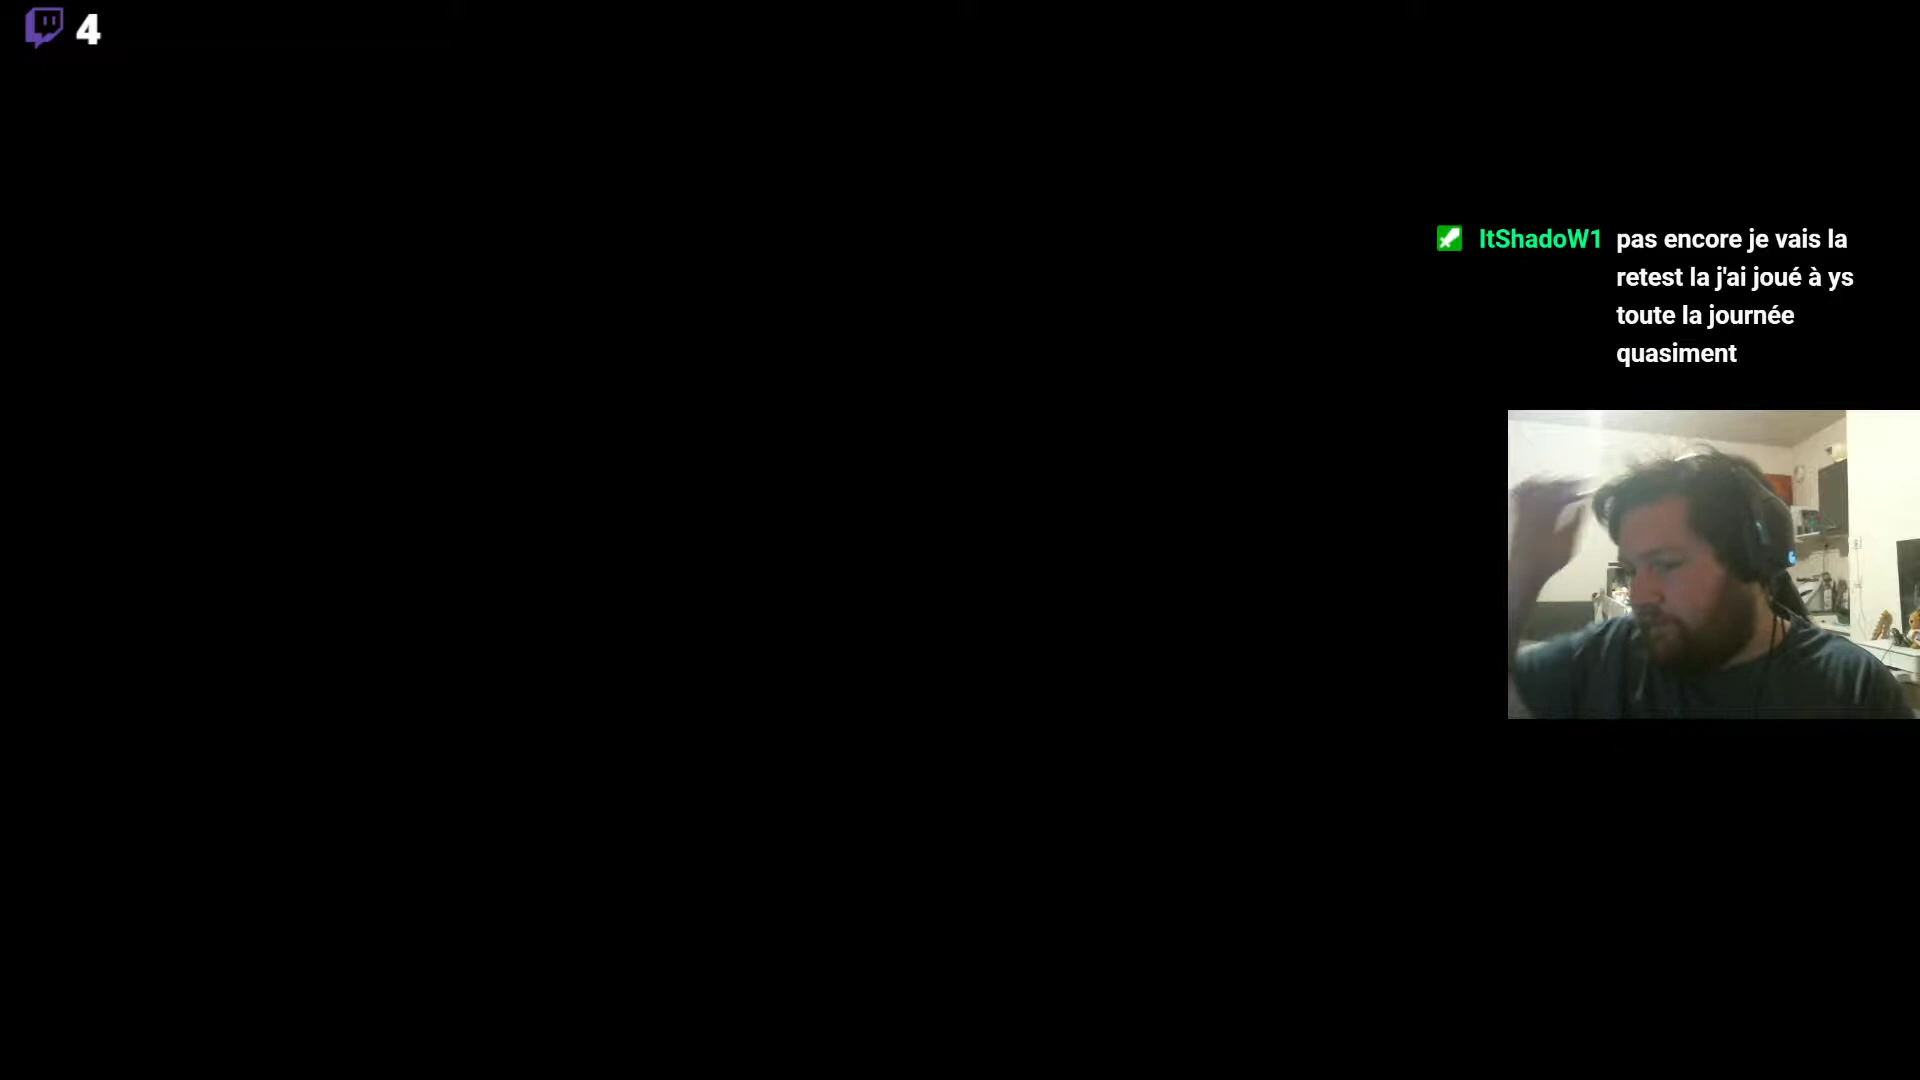 4
ItShadoW1 pas encore je vais la
retest la j'ai joué à ys
toute la journée
quasiment